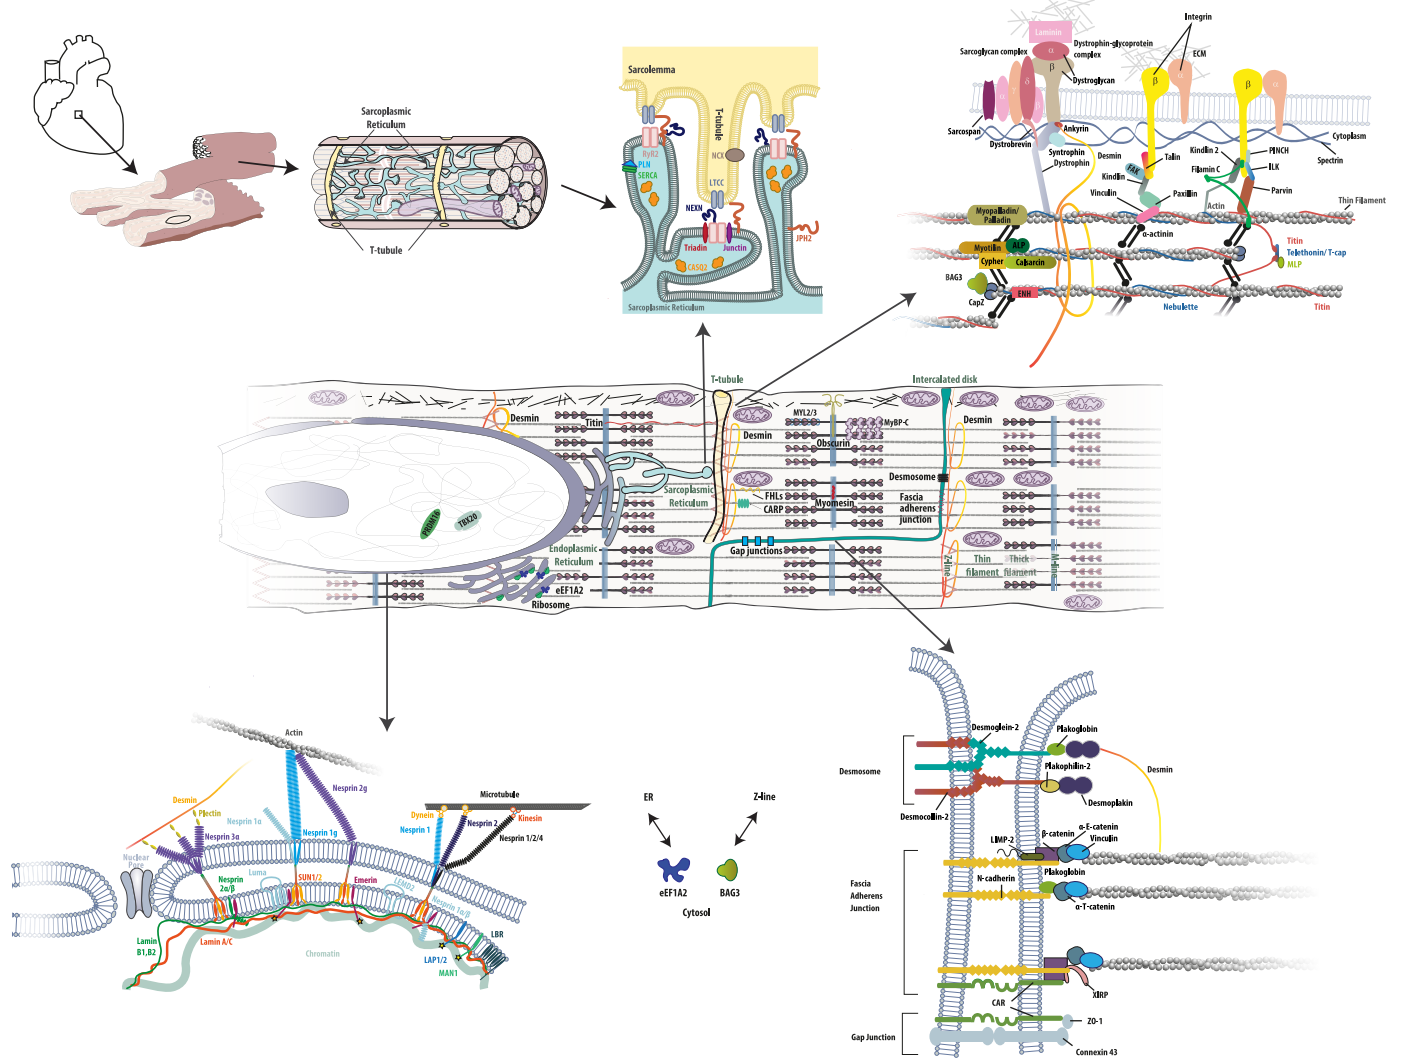 Sarcoplasmic
Reticulum
T-tubule
Sarcolemma
T-tubule
RyR2
PLN
SERCA
NCX
LTCC
NEXN
Triadin
Junctin
CASQ2
JPH2
Sarcoplasmic Reticulum
Integrin
Laminin
Sarcoglycan complex
Dystrophin-glycoprotein
complex
ECM
α
β
Dystroglycan
α
γ
δ
β
β
α
β
α
Sarcospan
Ankyrin
Dystrobrevin
Syntrophin
Dystrophin
Desmin
Cytoplasm
Spectrin
Talin
FAK
Kindlin
Kindlin 2
PINCH
ILK
Filamin C
Parvin
Vinculin
Paxillin
Actin
Thin Filament
Myopalladin/
Palladin
α-actinin
Myotilin
ALP
Cypher
Calsarcin
BAG3
CapZ
ENH
Titin
Telethonin/ T-cap
MLP
Nebulette
Titin
T-tubule
Intercalated disk
Desmin
Titin
Desmin
MYL2/3
MyBP-C
Obscurin
Desmin
Desmosome
Sarcoplasmic
Reticulum
FHLs
CARP
Myomesin
Fascia
adherens
junction
PRDM16
TBX20
Endoplasmic
Reticulum
Gap junctions
eEF1A2
Ribosome
Z-line
Thin
filament
Thick
filament
M-line
Actin
Nesprin 2g
Desmin
Plectin
Nesprin 3α
Nesprin 1α
Nesprin 1g
Microtubule
Dynein
Kinesin
Nesprin 1
Nesprin 2
Nesprin 1/2/4
Nuclear
Pore
Nesprin
2α/β
Luma
SUN1/2
Emerin
LEMD2
Nesprin 1α/β
Lamin
B1,B2
Lamin A/C
Chromatin
LAP1/2
MAN1
LBR
ER
Z-line
eEF1A2
BAG3
Cytosol
Desmoglein-2
Plakoglobin
Desmosome
Plakophilin-2
Desmin
Desmocollin-2
Desmoplakin
LIMP-2
β-catenin
α-E-catenin
Vinculin
Fascia
Adherens
Junction
N-cadherin
Plakoglobin
α-T-catenin
CAR
XIRP
Gap Junction
ZO-1
Connexin 43